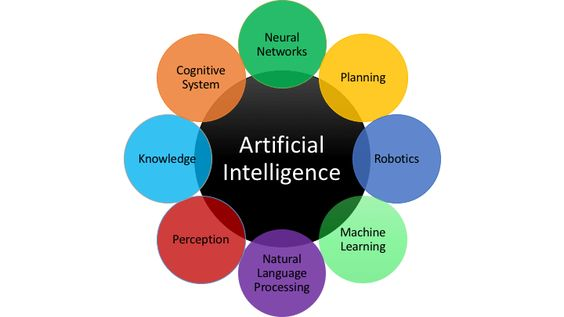 Neural
Networks
Planning
Robotics
Machine
Learning
Natural
Language
Processing
Perception
Knowledge
Cognitive
System
Artificial
Intelligence